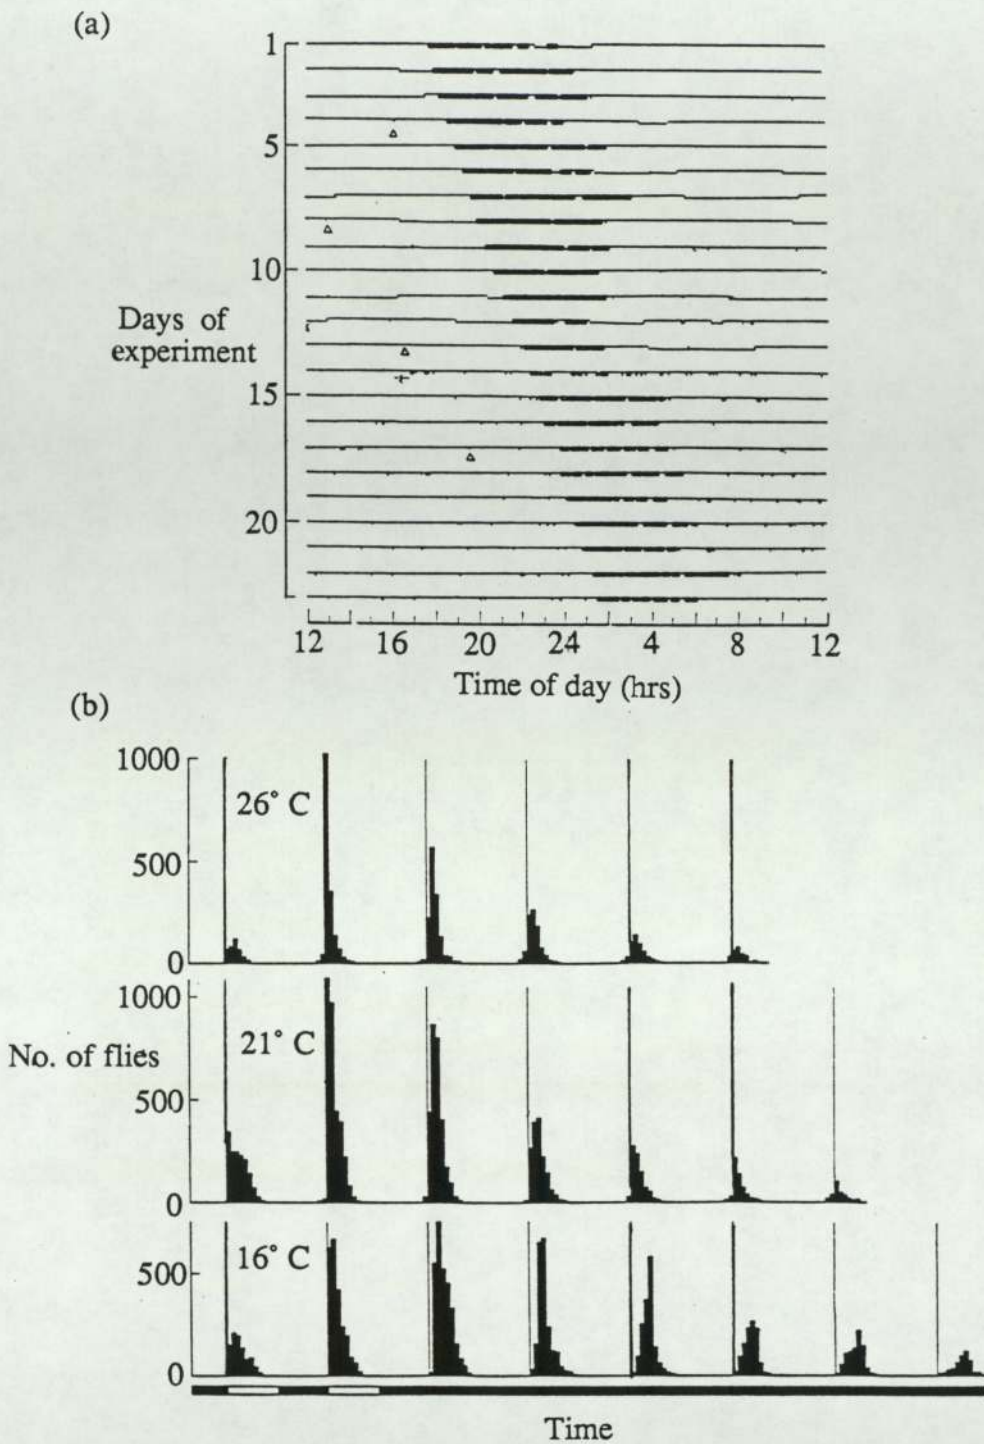 (a)
1
5
10
15
20
Days of
experiment
12 16 20 24 4 8 12
Time of day (hrs)
(b)
1000
500
0
26° C
1000
500
0
21° C
No. of flies
500
0
16° C
Time